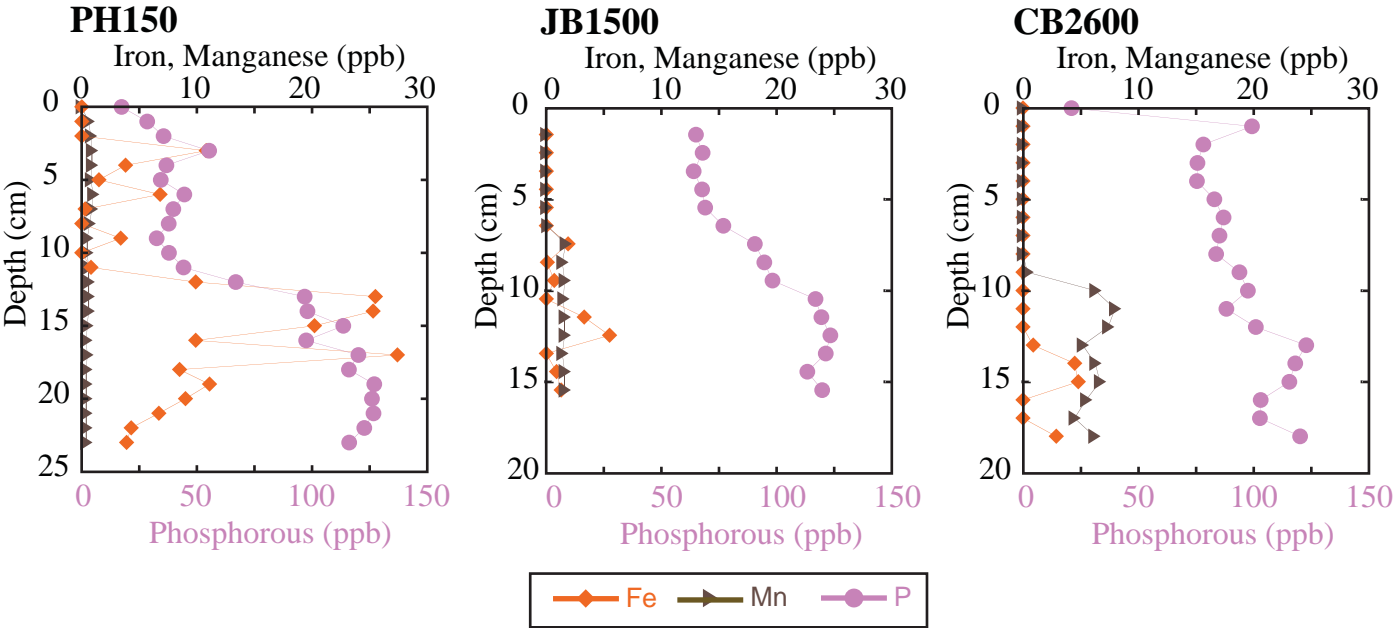 PH150
Iron, Manganese (ppb)
0 10 20 30
0
5
10
15
20
25
Depth (cm)
0 50 100 150
Phosphorous (ppb)
JB1500
Iron, Manganese (ppb)
0 10 20 30
0
5
10
15
20
Depth (cm)
0 50 100 150
Phosphorous (ppb)
CB2600
Iron, Manganese (ppb)
0 10 20 30
0
5
10
15
20
Depth (cm)
0 50 100 150
Phosphorous (ppb)
Fe Mn P